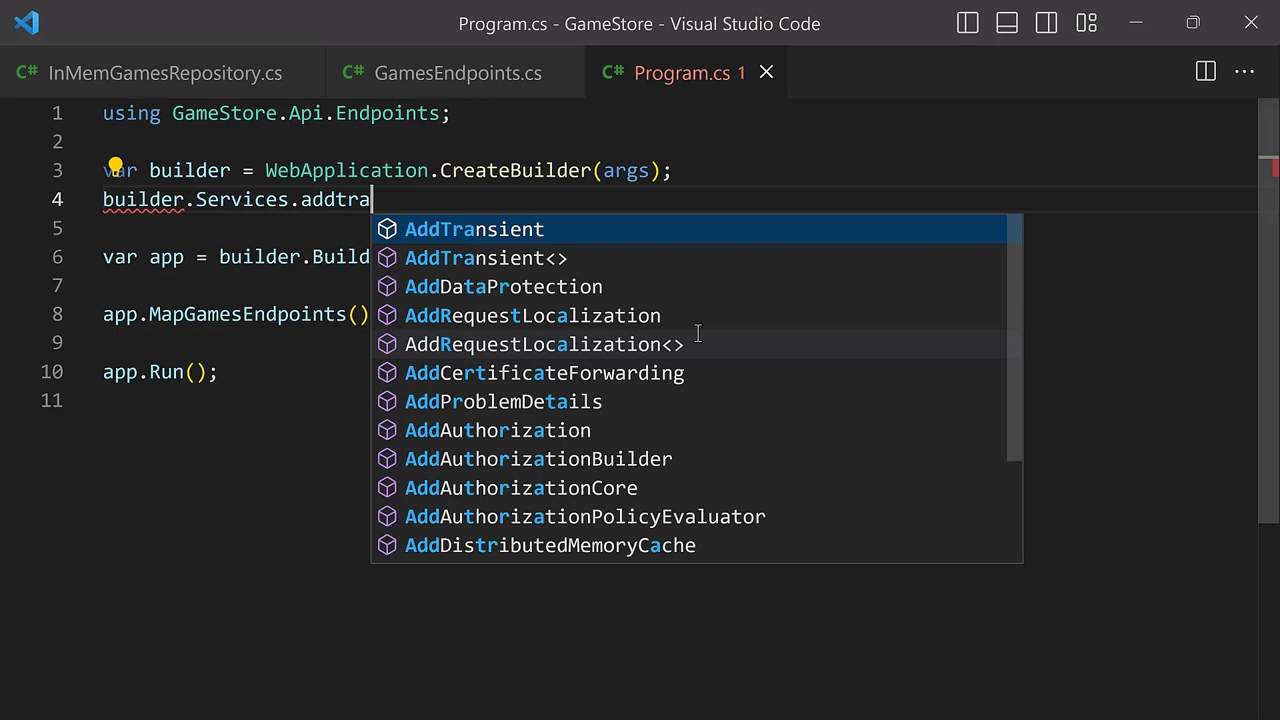 Program.cs - GameStore - Visual Studio Code
C# InMemGamesRepository.cs
C# GamesEndpoints.cs
C# Program.cs 1
1 using GameStore.Api.Endpoints;
2
3 var builder = WebApplication.CreateBuilder(args);
4 builder.Services.addtra
AddTransient
5
AddTransient<>
6 var app = builder.Build
AddDataProtection
7
AddRequestLocalization
8 app.MapGamesEndpoints()
AddRequestLocalization<>
9
AddCertificateForwarding
10 app.Run();
AddProblemDetails
11
AddAuthorization
AddAuthorizationBuilder
AddAuthorizationCore
AddAuthorizationPolicyEvaluator
AddDistributedMemoryCache